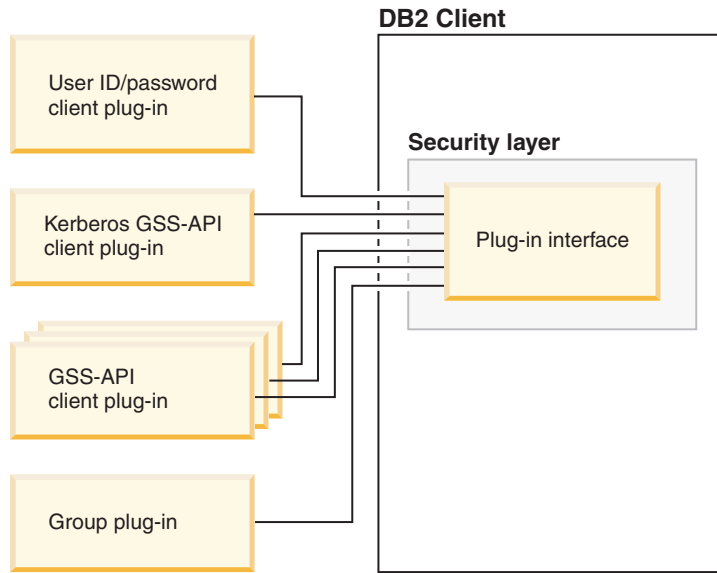 DB2 Client
User ID/password
client plug-in
Security layer
Kerberos GSS-API
client plug-in
Plug-in interface
GSS-API
client plug-in
Group plug-in